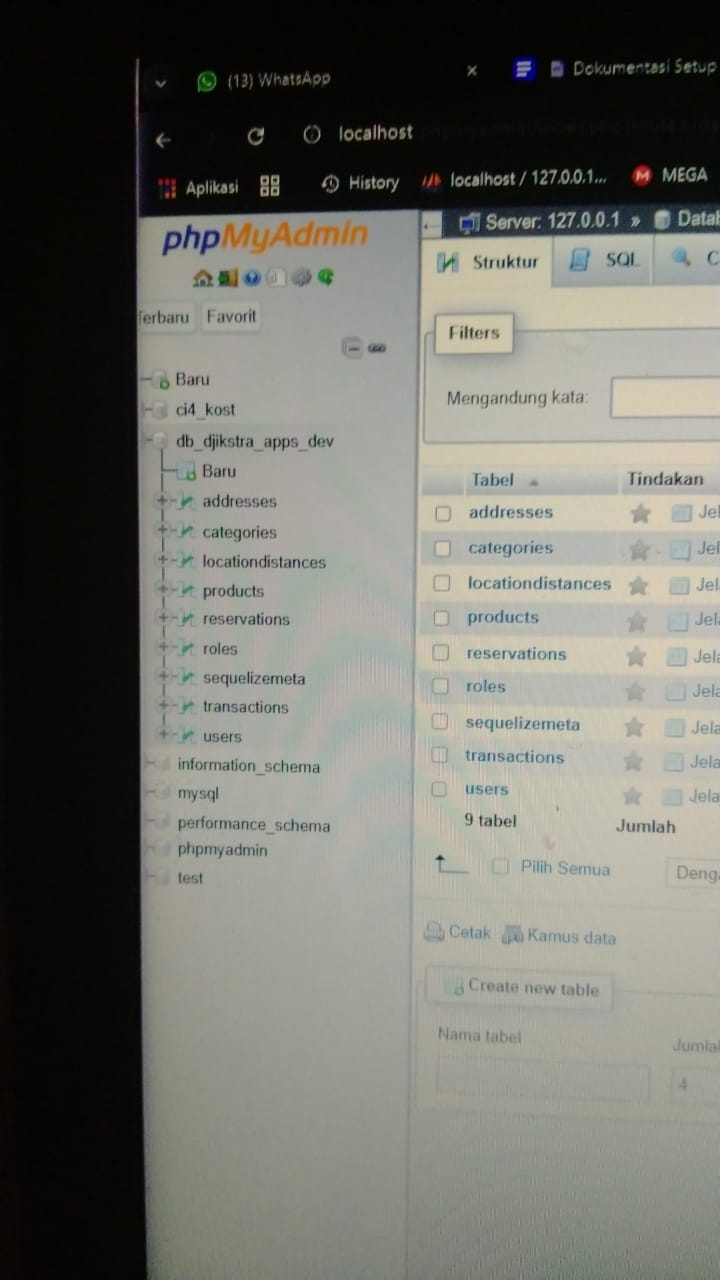 (13) WhatsApp
Dokumentasi Setup
localhost
Aplikasi
History
localhost / 127.0.0.1...
MEGA
phpMyAdmin
Terbaru Favorit
Baru
ci4_kost
db_djikstra_apps_dev
Baru
addresses
categories
locationdistances
products
reservations
roles
sequelizemeta
transactions
users
information_schema
mysql
performance_schema
phpmyadmin
test
Server: 127.0.0.1 »
Struktur SQL
Filters
Mengandung kata:
Tabel Tindakan
addresses Jel
categories Jel
locationdistances Jel
products Jel
reservations Jela
roles Jela
sequelizemeta Jela
transactions Jela
users Jela
9 tabel Jumlah
Pilih Semua Denga
Cetak Kamus data
Create new table
Nama tabel Jumlal
4